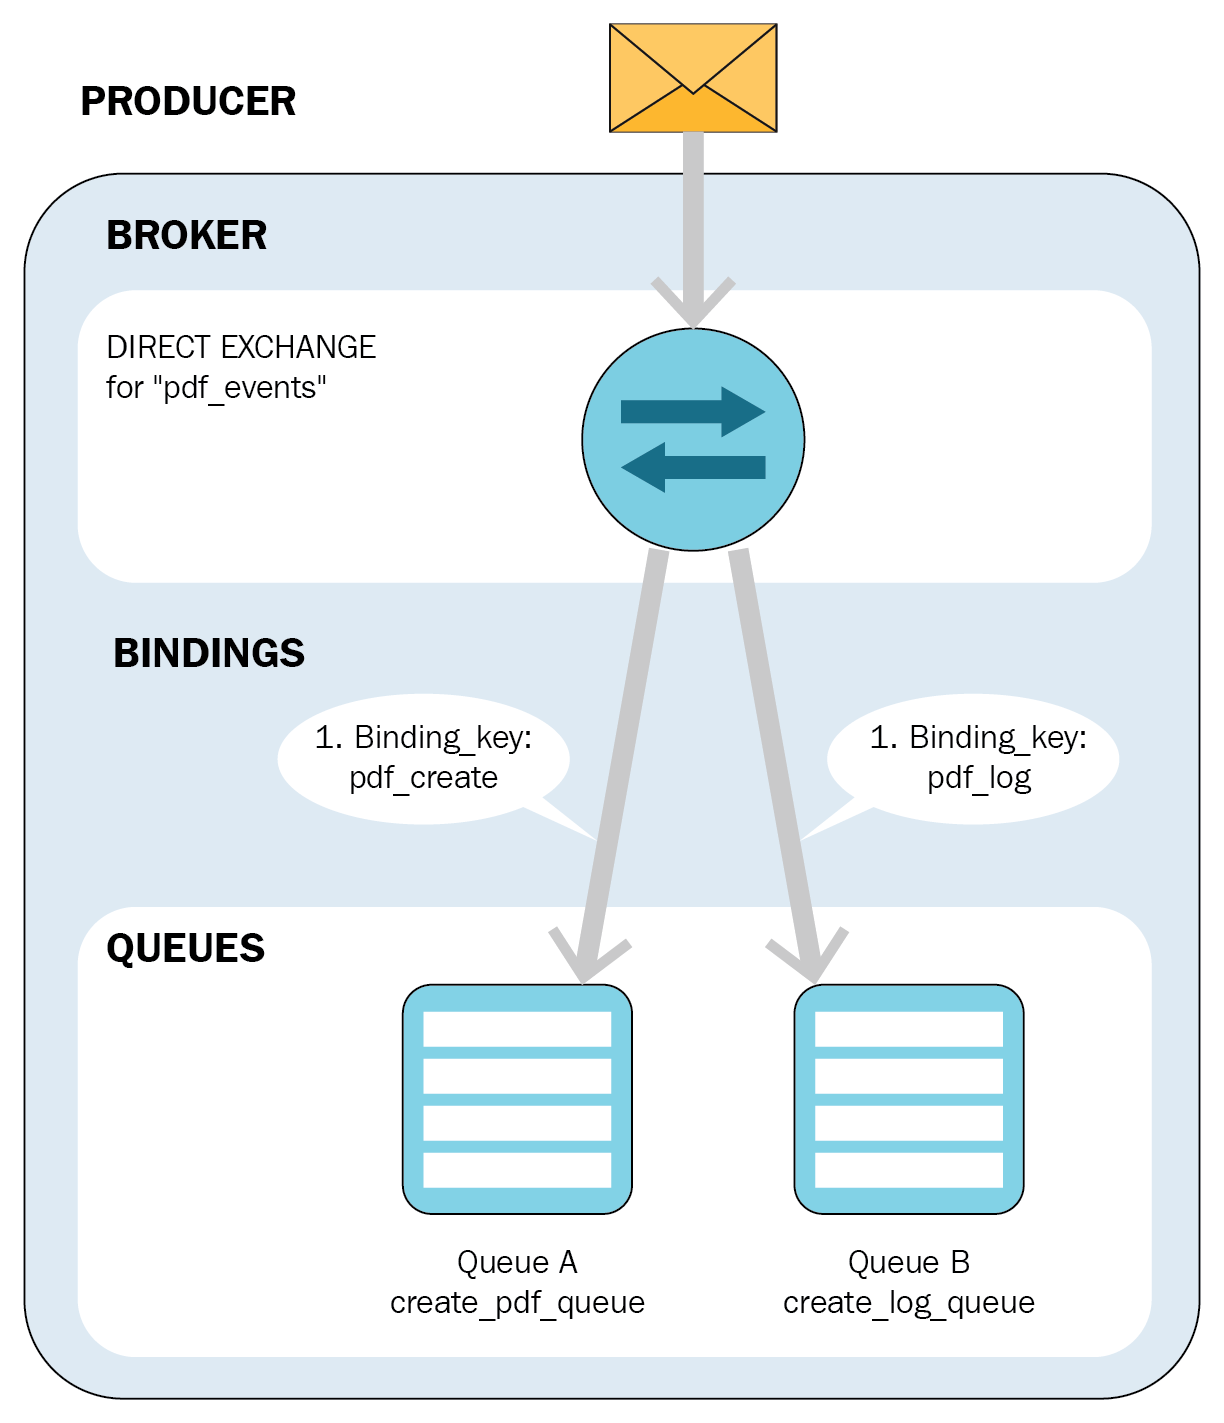 PRODUCER
BROKER
DIRECT EXCHANGE
for "pdf_events"
BINDINGS
1. Binding_key:
pdf_create
1. Binding_key:
pdf_log
QUEUES
Queue A
create_pdf_queue
Queue B
create_log_queue